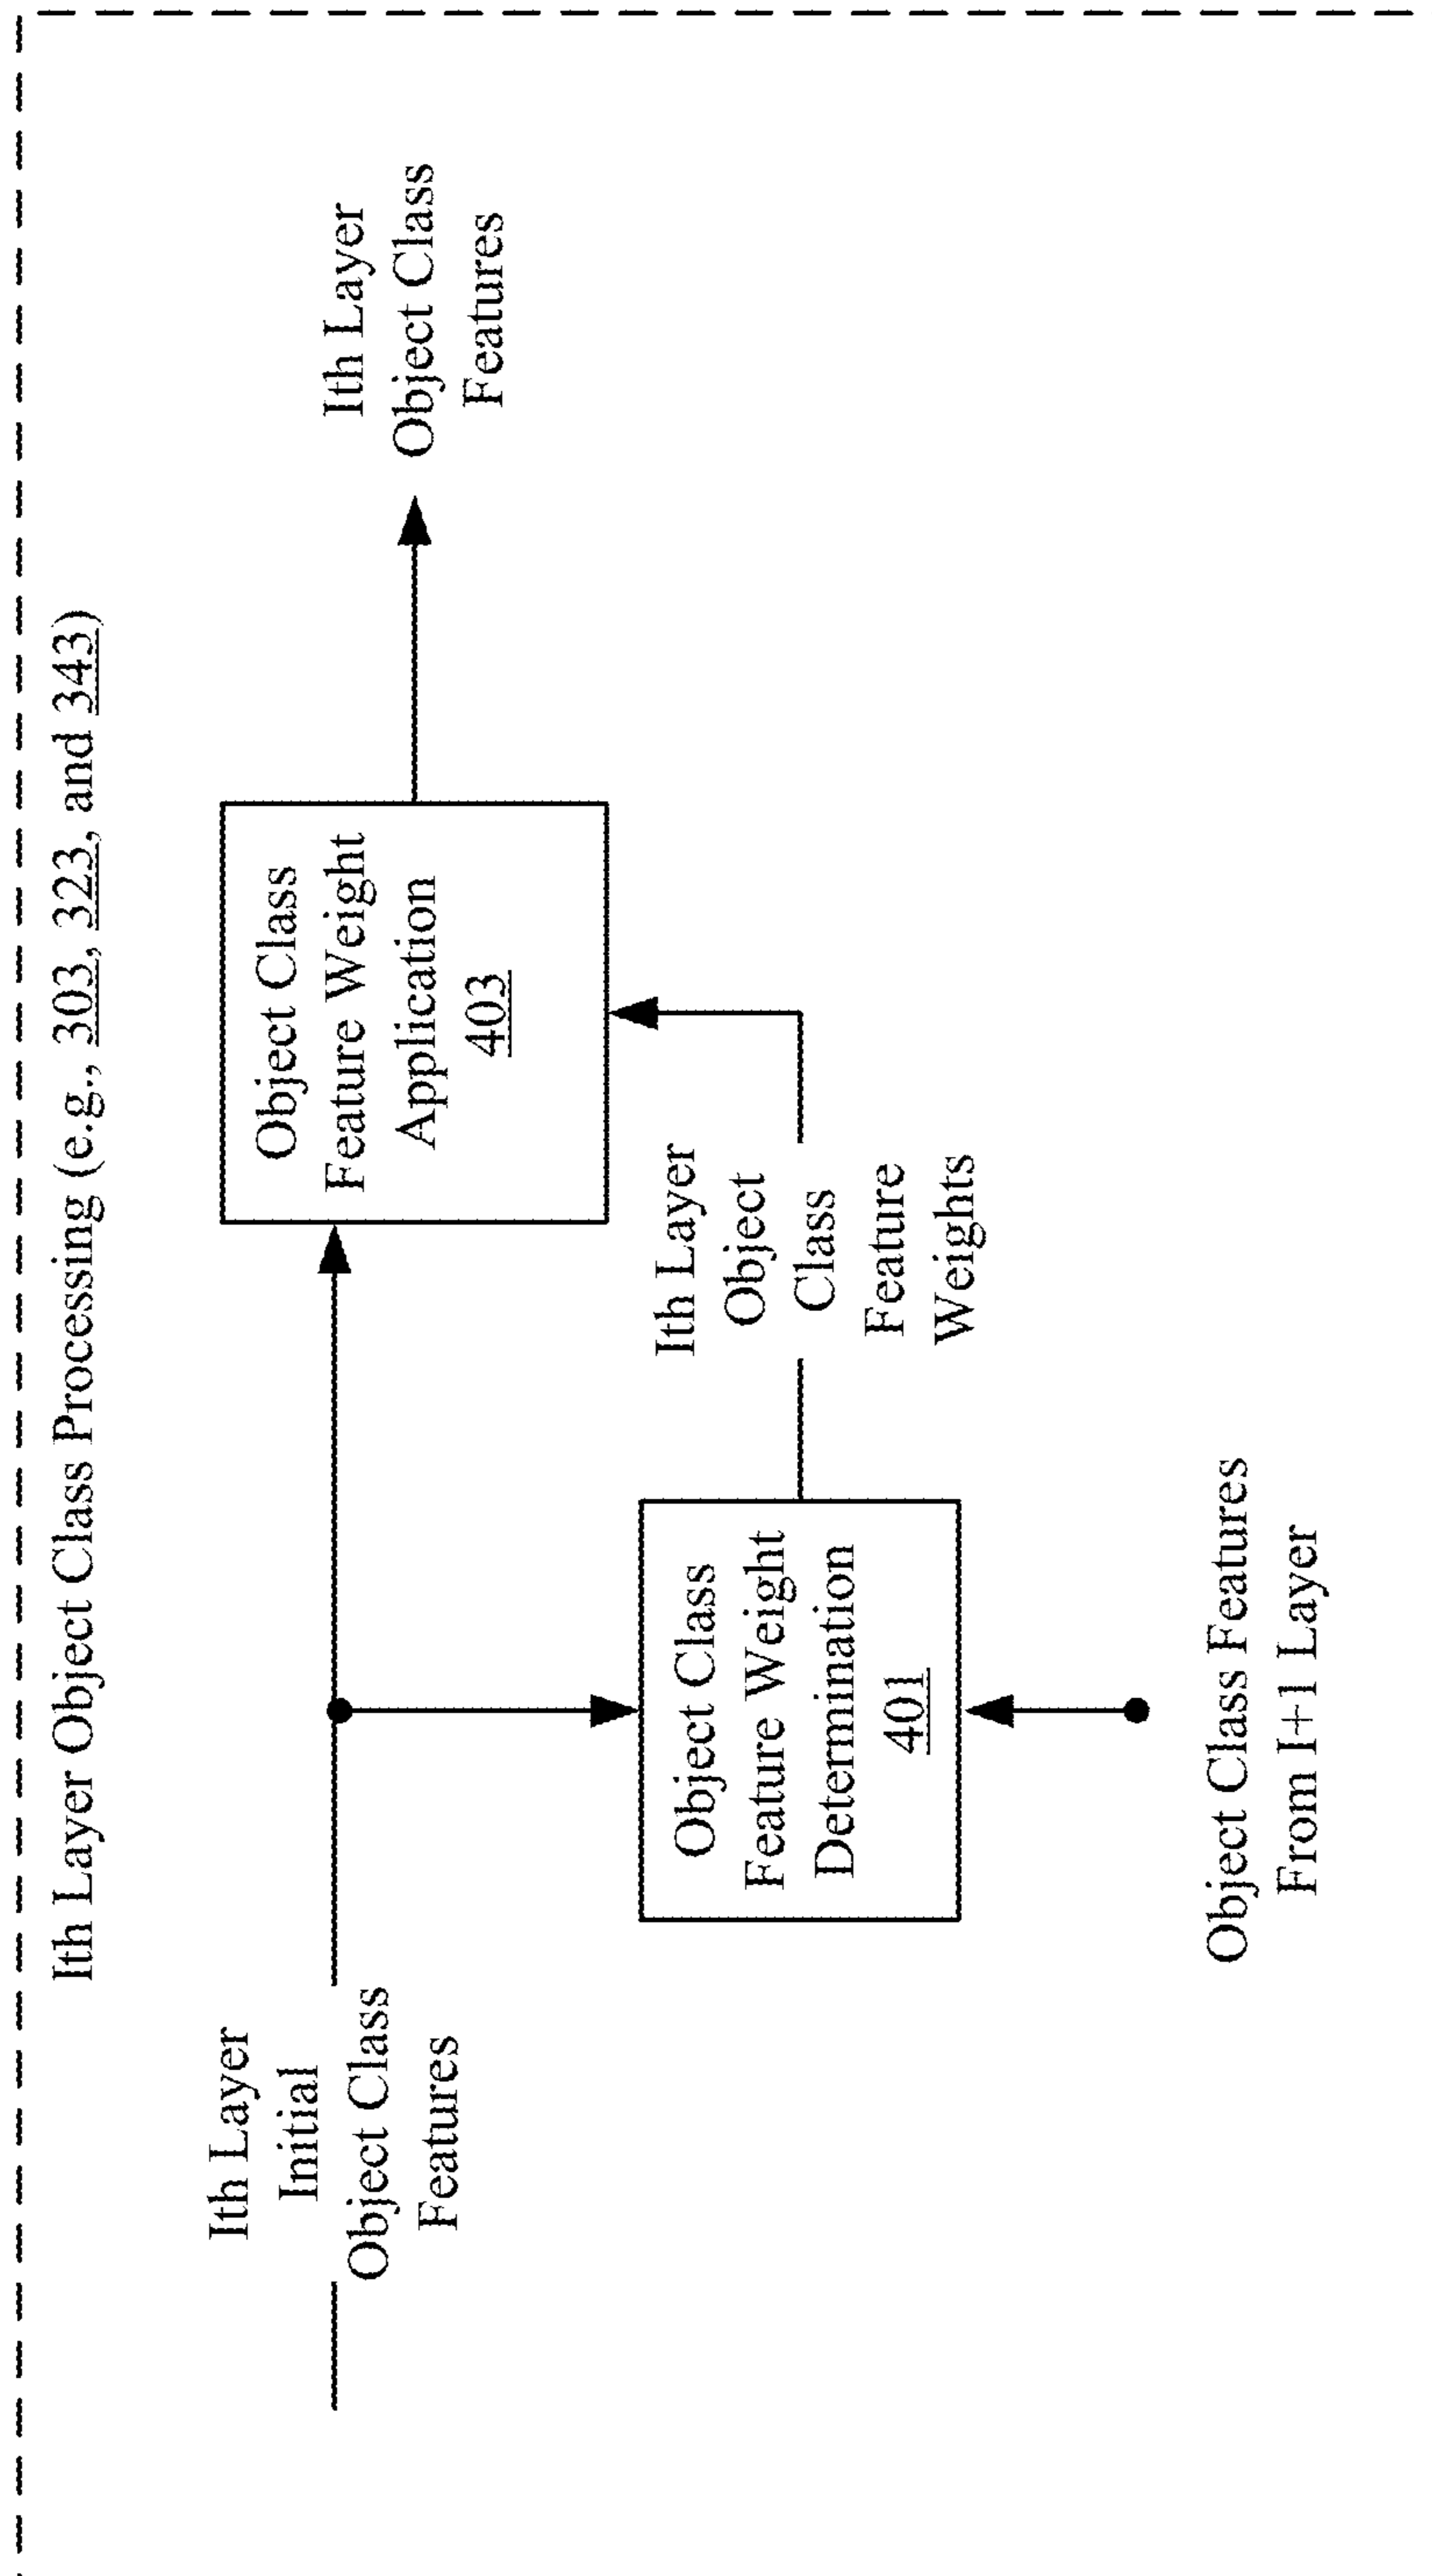 Ith Layer Object Class Processing (e.g., 303, 323, and 343)
Ith Layer
Initial
Object Class
Features
Object Class
Feature Weight
Application
403
Ith Layer
Object Class
Features
Object Class
Feature Weight
Determination
401
Ith Layer
Object
Class
Feature
Weights
Object Class Features
From I+1 Layer